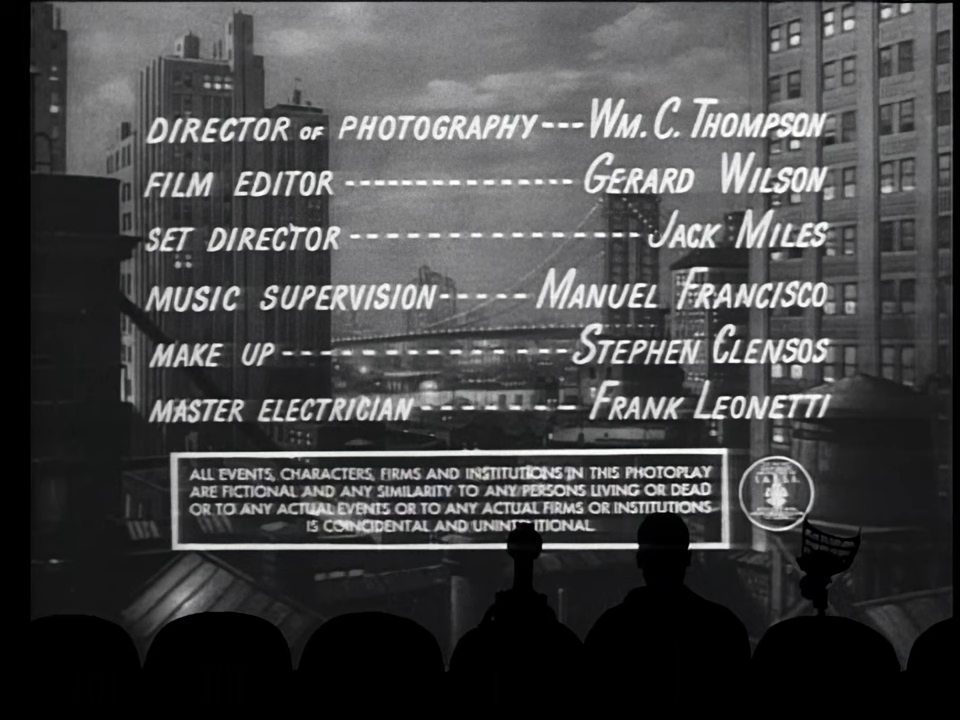 DIRECTOR OF PHOTOGRAPHY---WM. C. THOMPSON
FILM EDITOR --------------- GERARD WILSON
SET DIRECTOR ------------------- JACK MILES
MUSIC SUPERVISION------ MANUEL FRANCISCO
MAKE UP ------------------- STEPHEN CLENSOS
MASTER ELECTRICIAN ---------- FRANK LEONETTI
ALL EVENTS, CHARACTERS, FIRMS AND INSTITUTIONS IN THIS PHOTOPLAY
ARE FICTIONAL AND ANY SIMILARITY TO ANY PERSONS LIVING OR DEAD
OR TO ANY ACTUAL EVENTS OR TO ANY ACTUAL FIRMS OR INSTITUTIONS
IS COINCIDENTAL AND UNINTENTIONAL.